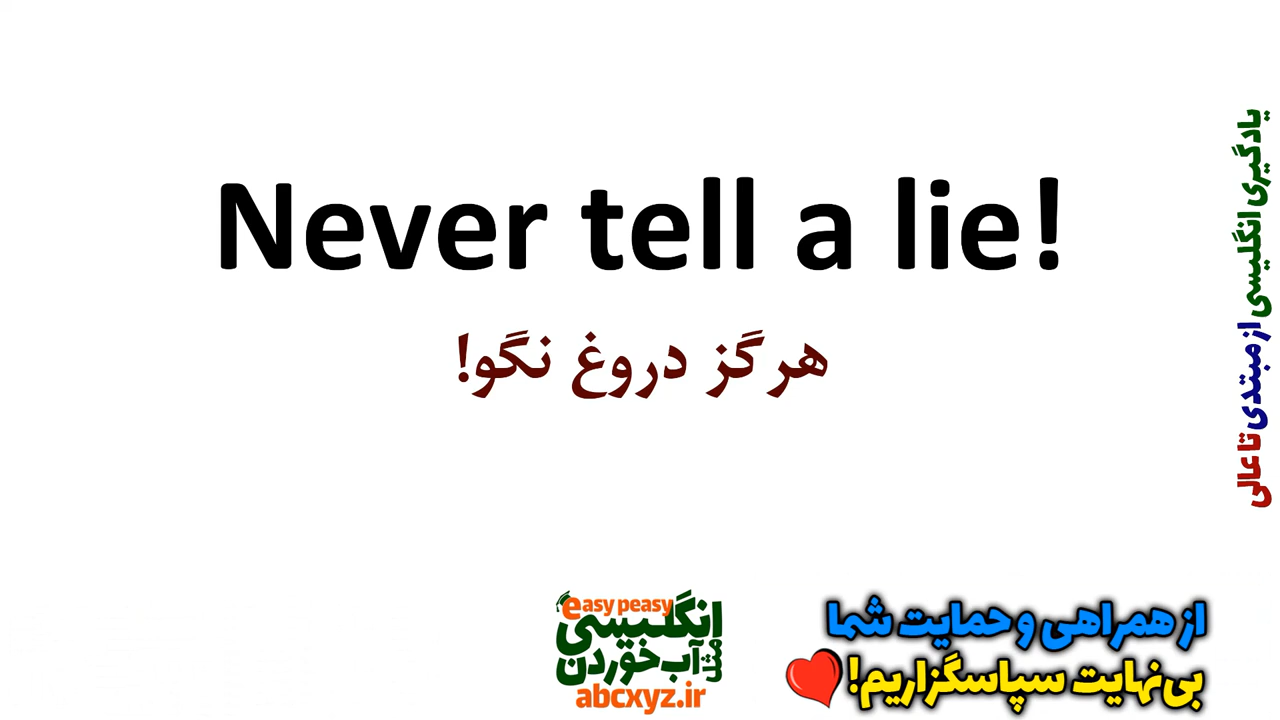 Never tell a lie!
هرگز دروغ نگو!
یادگیری انگلیسی از مبتدی تا عالی
easy peasy
انگلیسی
مثل
آب خوردن
abcxyz.ir
از همراهی و حمایت شما
بی‌نهایت سپاسگزاریم!